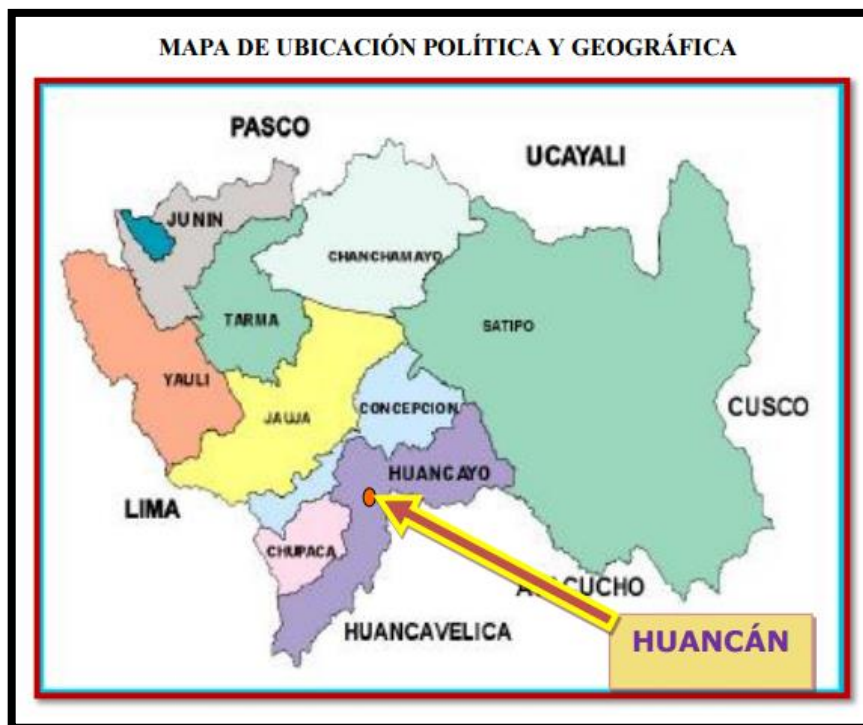 MAPA DE UBICACIÓN POLÍTICA Y GEOGRÁFICA
PASCO
UCAYALI
JUNIN
CHANCHAMAYO
TARMA
SATIPO
YAULI
JAUJA
CONCEPCION
CUSCO
HUANCAYO
LIMA
CHUPACA
HUANCAVELICA
HUANCÁN